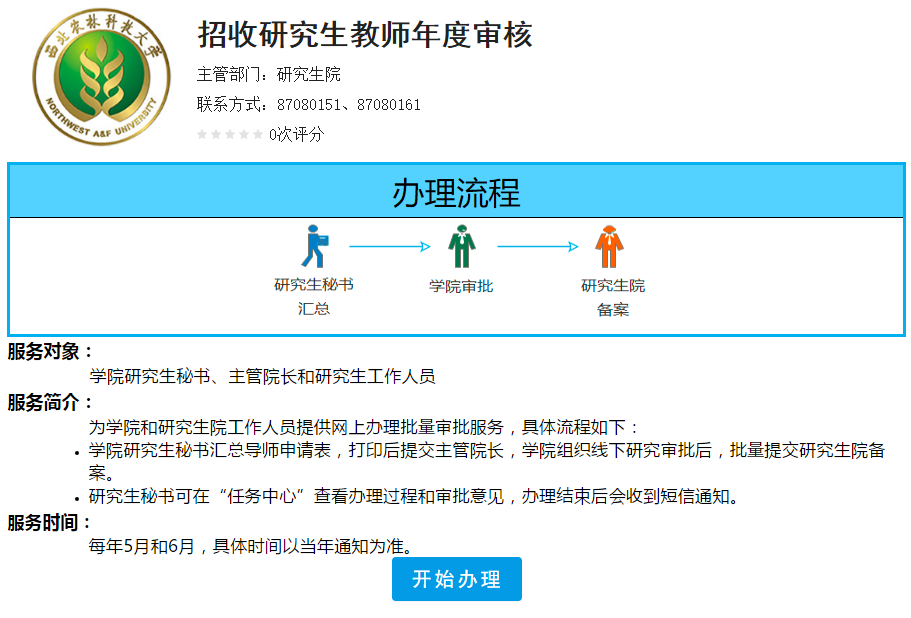 西北农林科技大学
NORTHWEST A&F UNIVERSITY
招收研究生教师年度审核
主管部门：研究生院
联系方式：87080151、87080161
0次评分
办理流程
研究生秘书
汇总
学院审批
研究生院
备案
服务对象：
学院研究生秘书、主管院长和研究生工作人员
服务简介：
为学院和研究生院工作人员提供网上办理批量审批服务，具体流程如下：
学院研究生秘书汇总导师申请表，打印后提交主管院长，学院组织线下研究审批后，批量提交研究生院备
案。
研究生秘书可在“任务中心”查看办理过程和审批意见，办理结束后会收到短信通知。
服务时间：
每年5月和6月，具体时间以当年通知为准。
开始办理